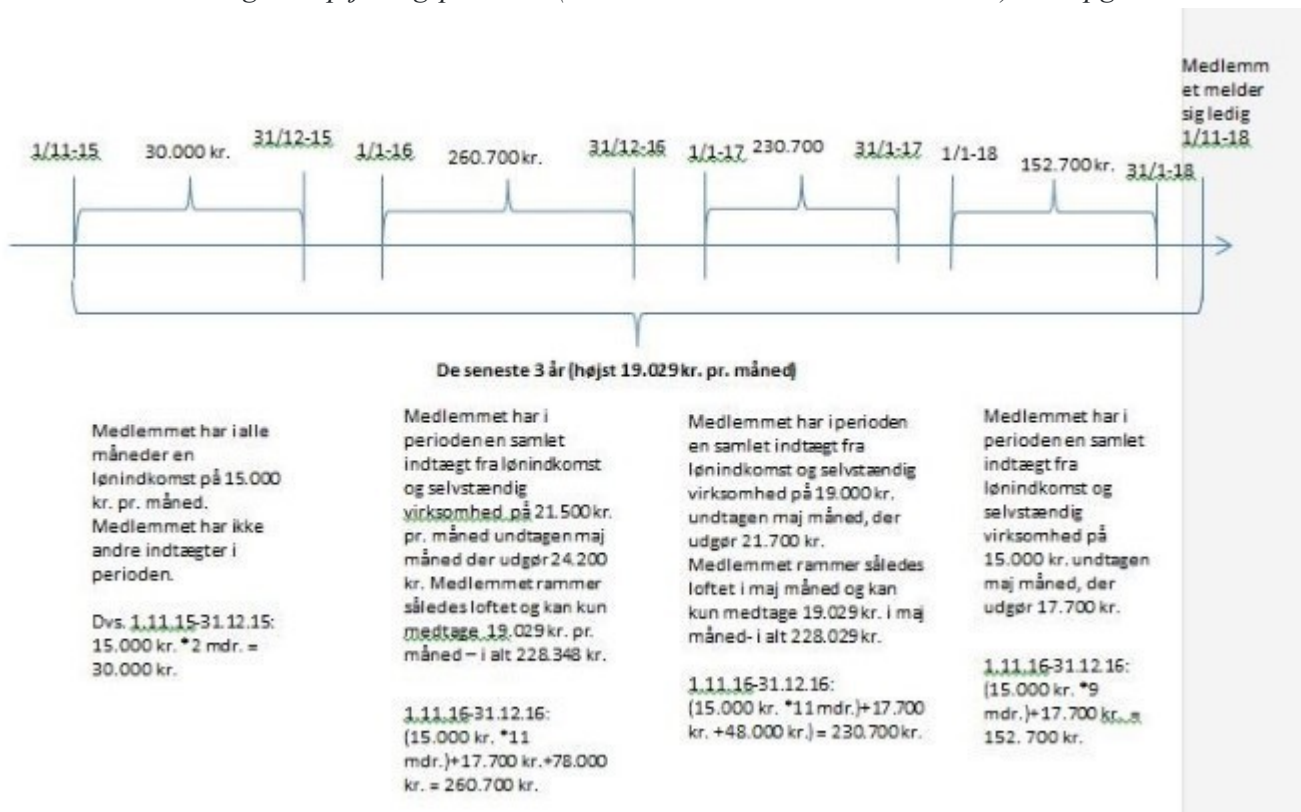 Medlemm
et melder
sig ledig
1/11-18
1/11-15 30.000 kr. 31/12-15 1/1-16 260.700 kr. 31/12-16 1/1-17 230.700 31/1-17 1/1-18 152.700 kr. 31/1-18
De seneste 3 år (højst 19.029 kr. pr. måned)
Medlemmet har i alle
måneder en
lønindkomst på 15.000
kr. pr. måned.
Medlemmet har ikke
andre indtægter i
perioden.
Dvs. 1.11.15-31.12.15:
15.000 kr. *2 mdr. =
30.000 kr.
Medlemmet har i
perioden en samlet
indtægt fra lønindkomst
og selvstændig
virksomhed på 21.500 kr.
pr. måned undtagen maj
måned der udgør 24.200
kr. Medlemmet rammer
således loftet og kan kun
medtage 19.029 kr. pr.
måned – i alt 228.348 kr.
1.11.16-31.12.16:
(15.000 kr. *11
mdr.)+17.700 kr.+78.000
kr. = 260.700 kr.
Medlemmet har i perioden
en samlet indtægt fra
lønindkomst og selvstændig
virksomhed på 19.000 kr.
undtagen maj måned, der
udgør 21.700 kr.
Medlemmet rammer således
loftet i maj måned og kan
kun medtage 19.029 kr. i maj
måned- i alt 228.029 kr.
1.11.16-31.12.16:
(15.000 kr. *11 mdr.)+17.700
kr. +48.000 kr.) = 230.700 kr.
Medlemmet har i
perioden en samlet
indtægt fra
lønindkomst og
selvstændig
virksomhed på
15.000 kr. undtagen
maj måned, der
udgør 17.700 kr.
1.11.16-31.12.16:
(15.000 kr. *9
mdr.)+17.700 kr. =
152. 700 kr.